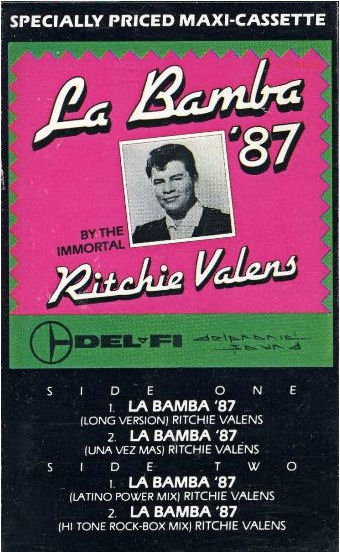 SPECIALLY PRICED MAXI-CASSETTE
La Bamba
'87
BY THE
IMMORTAL
Ritchie Valens
DEL-FI
delphonic
sound
SIDE ONE
1. LA BAMBA '87
(LONG VERSION) RITCHIE VALENS
2. LA BAMBA '87
(UNA VEZ MAS) RITCHIE VALENS
SIDE TWO
1. LA BAMBA '87
(LATINO POWER MIX) RITCHIE VALENS
2. LA BAMBA '87
(HI TONE ROCK-BOX MIX) RITCHIE VALENS